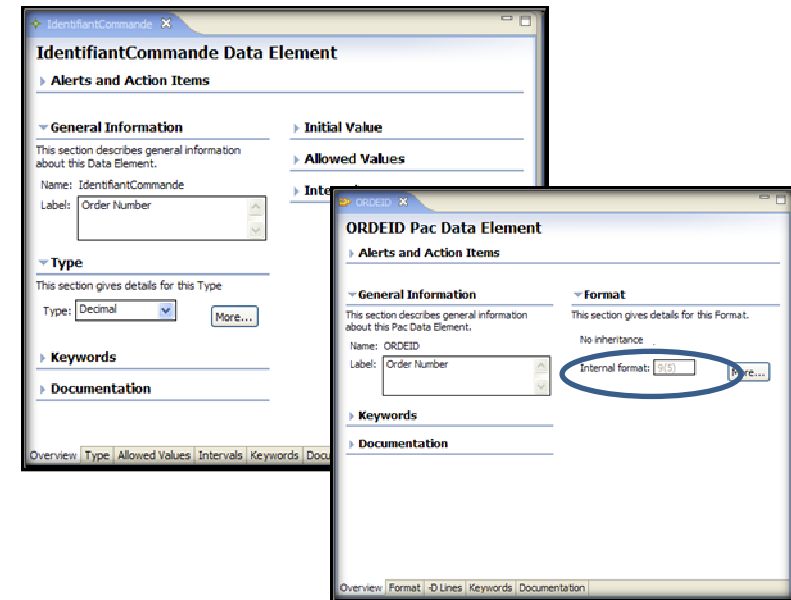 IdentifiantCommande
IdentifiantCommande Data Element
Alerts and Action Items
General Information
This section describes general information
about this Data Element.
Name: IdentifiantCommande
Label: Order Number
Type
This section gives details for this Type
Type: Decimal
More...
Keywords
Documentation
Initial Value
Allowed Values
Overview Type Allowed Values Intervals Keywords
ORDEID
ORDEID Pac Data Element
Alerts and Action Items
General Information
This section describes general information
about this Pac Data Element.
Name: ORDEID
Label: Order Number
Keywords
Documentation
Format
This section gives details for this Format.
No inheritance
Internal format: 9(5)
More...
Overview Format -D Lines Keywords Documentation